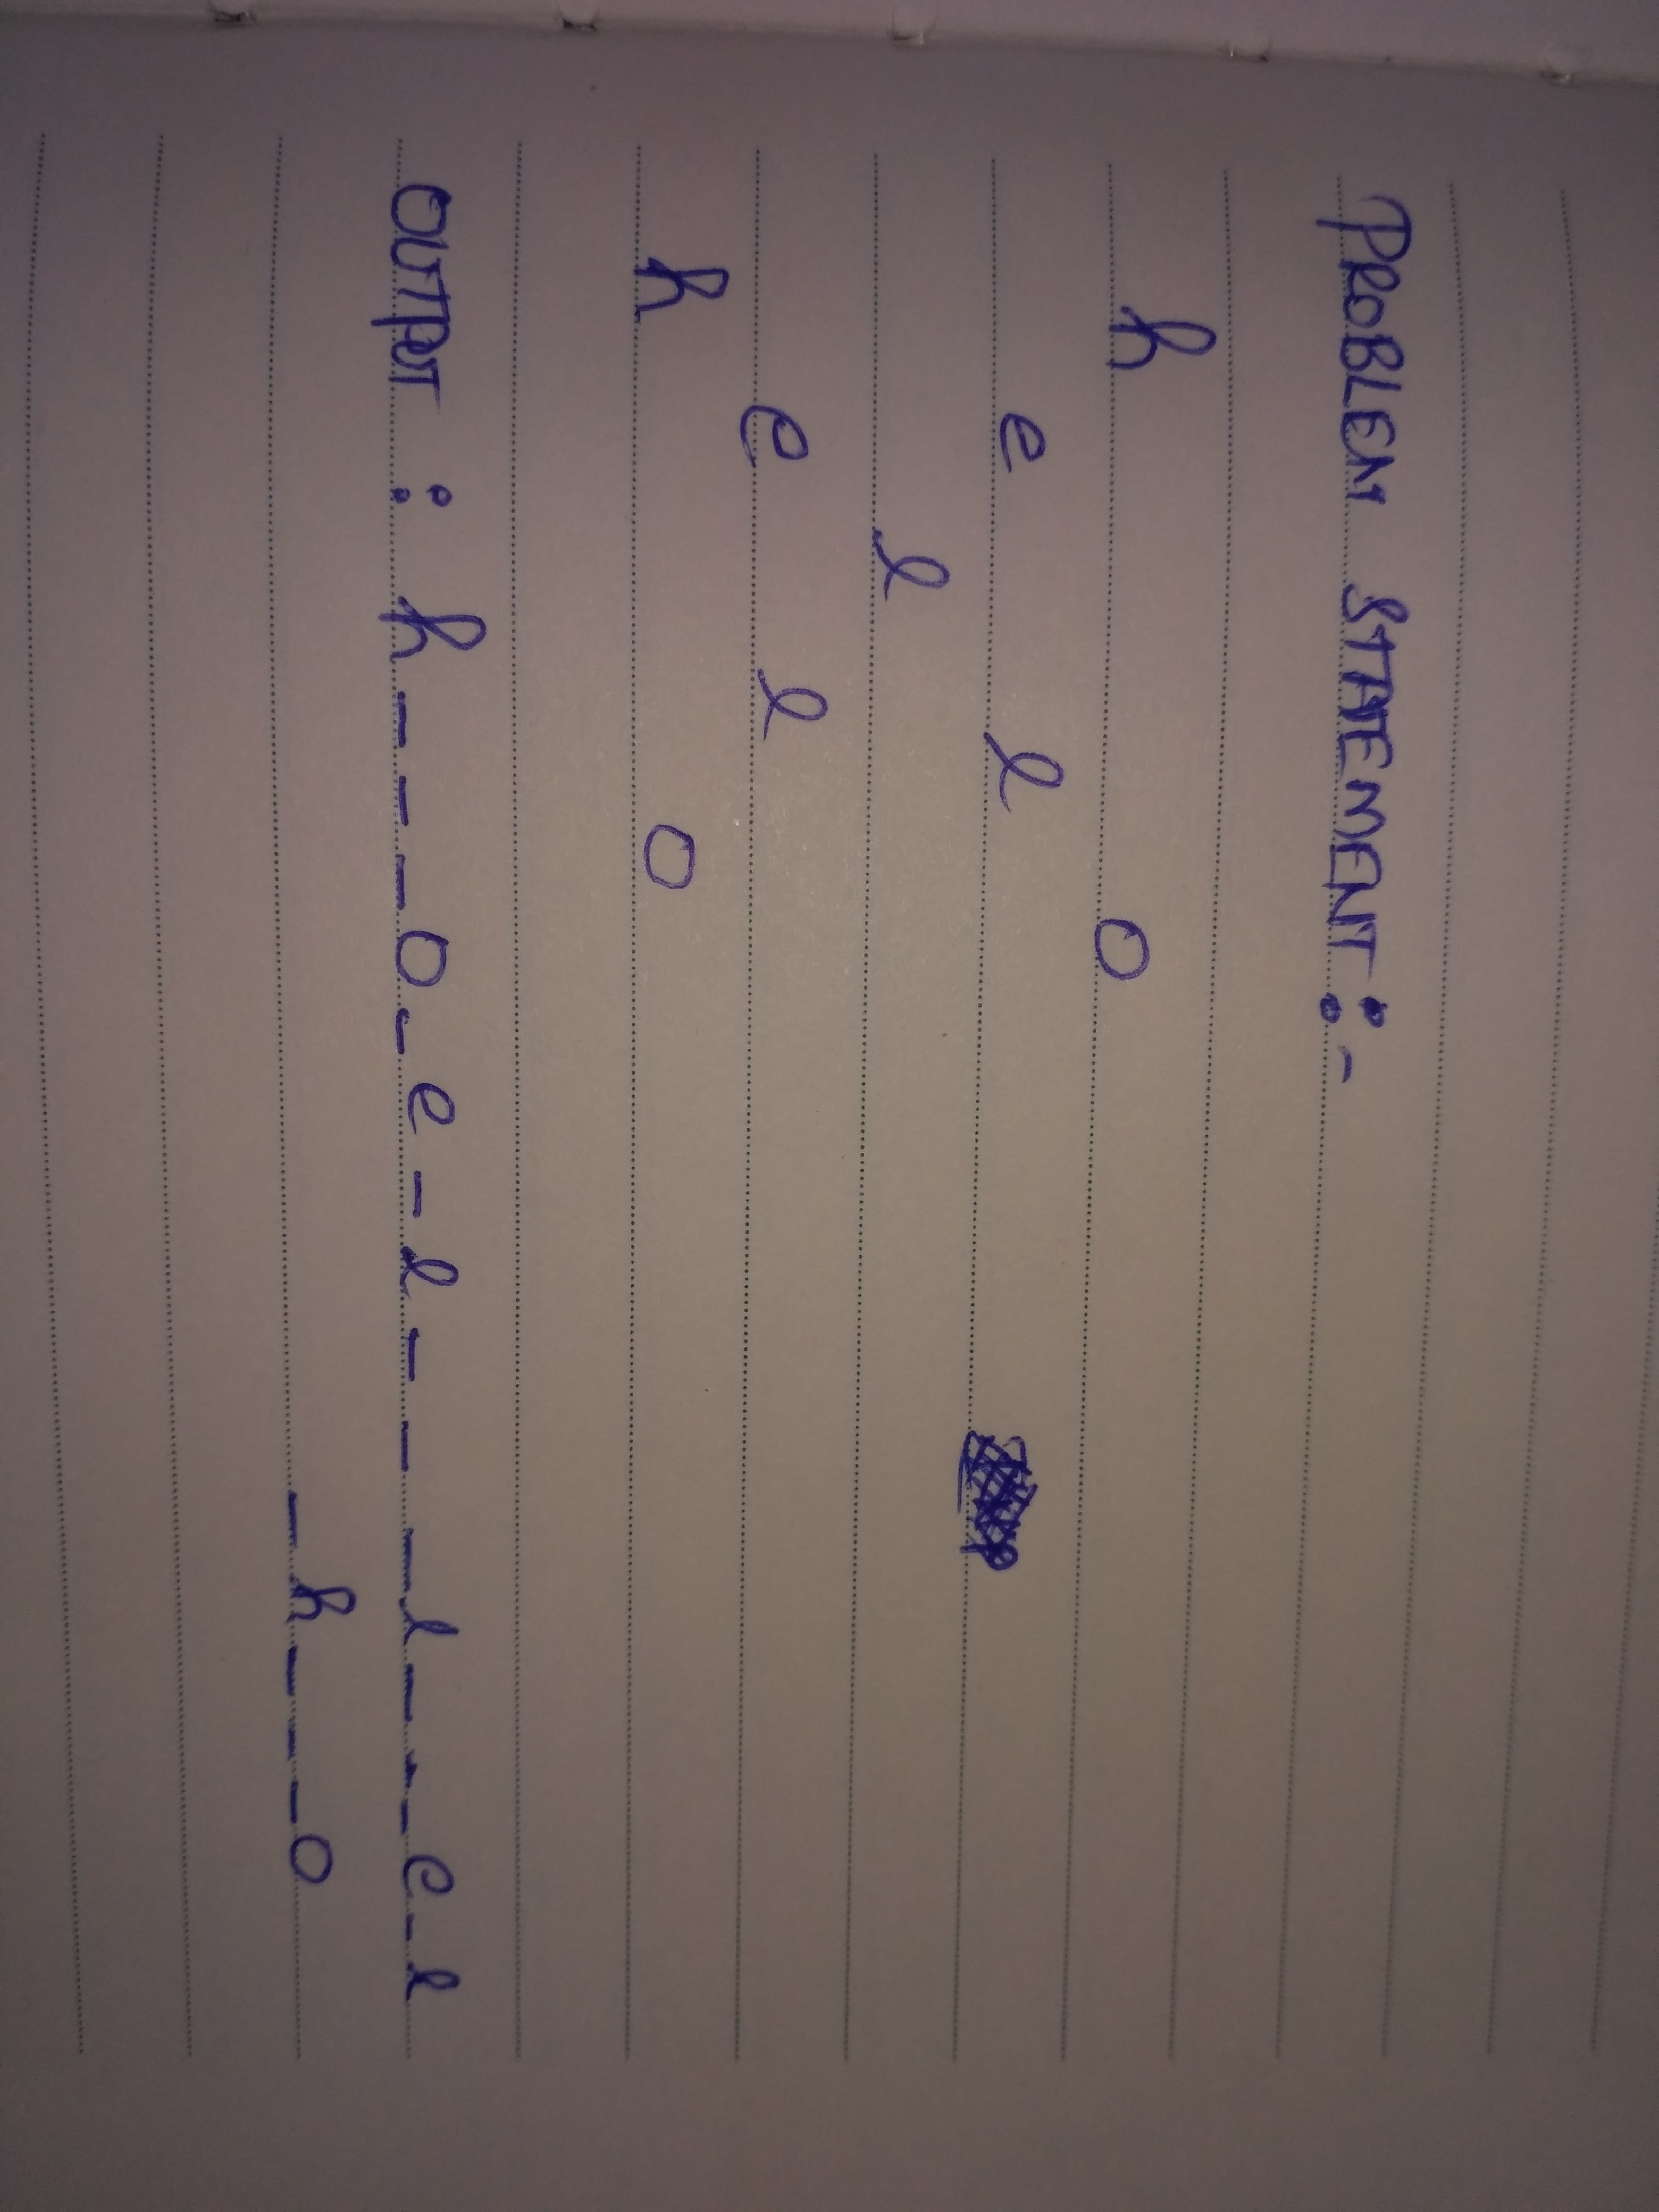 PROBLEM STATEMENT :-
h o
e l
l
e l
h o
OUTPUT : h _ _ _ o _ e _ l _ _ _ l _ _ _ e _ l
_ h _ _ _ o